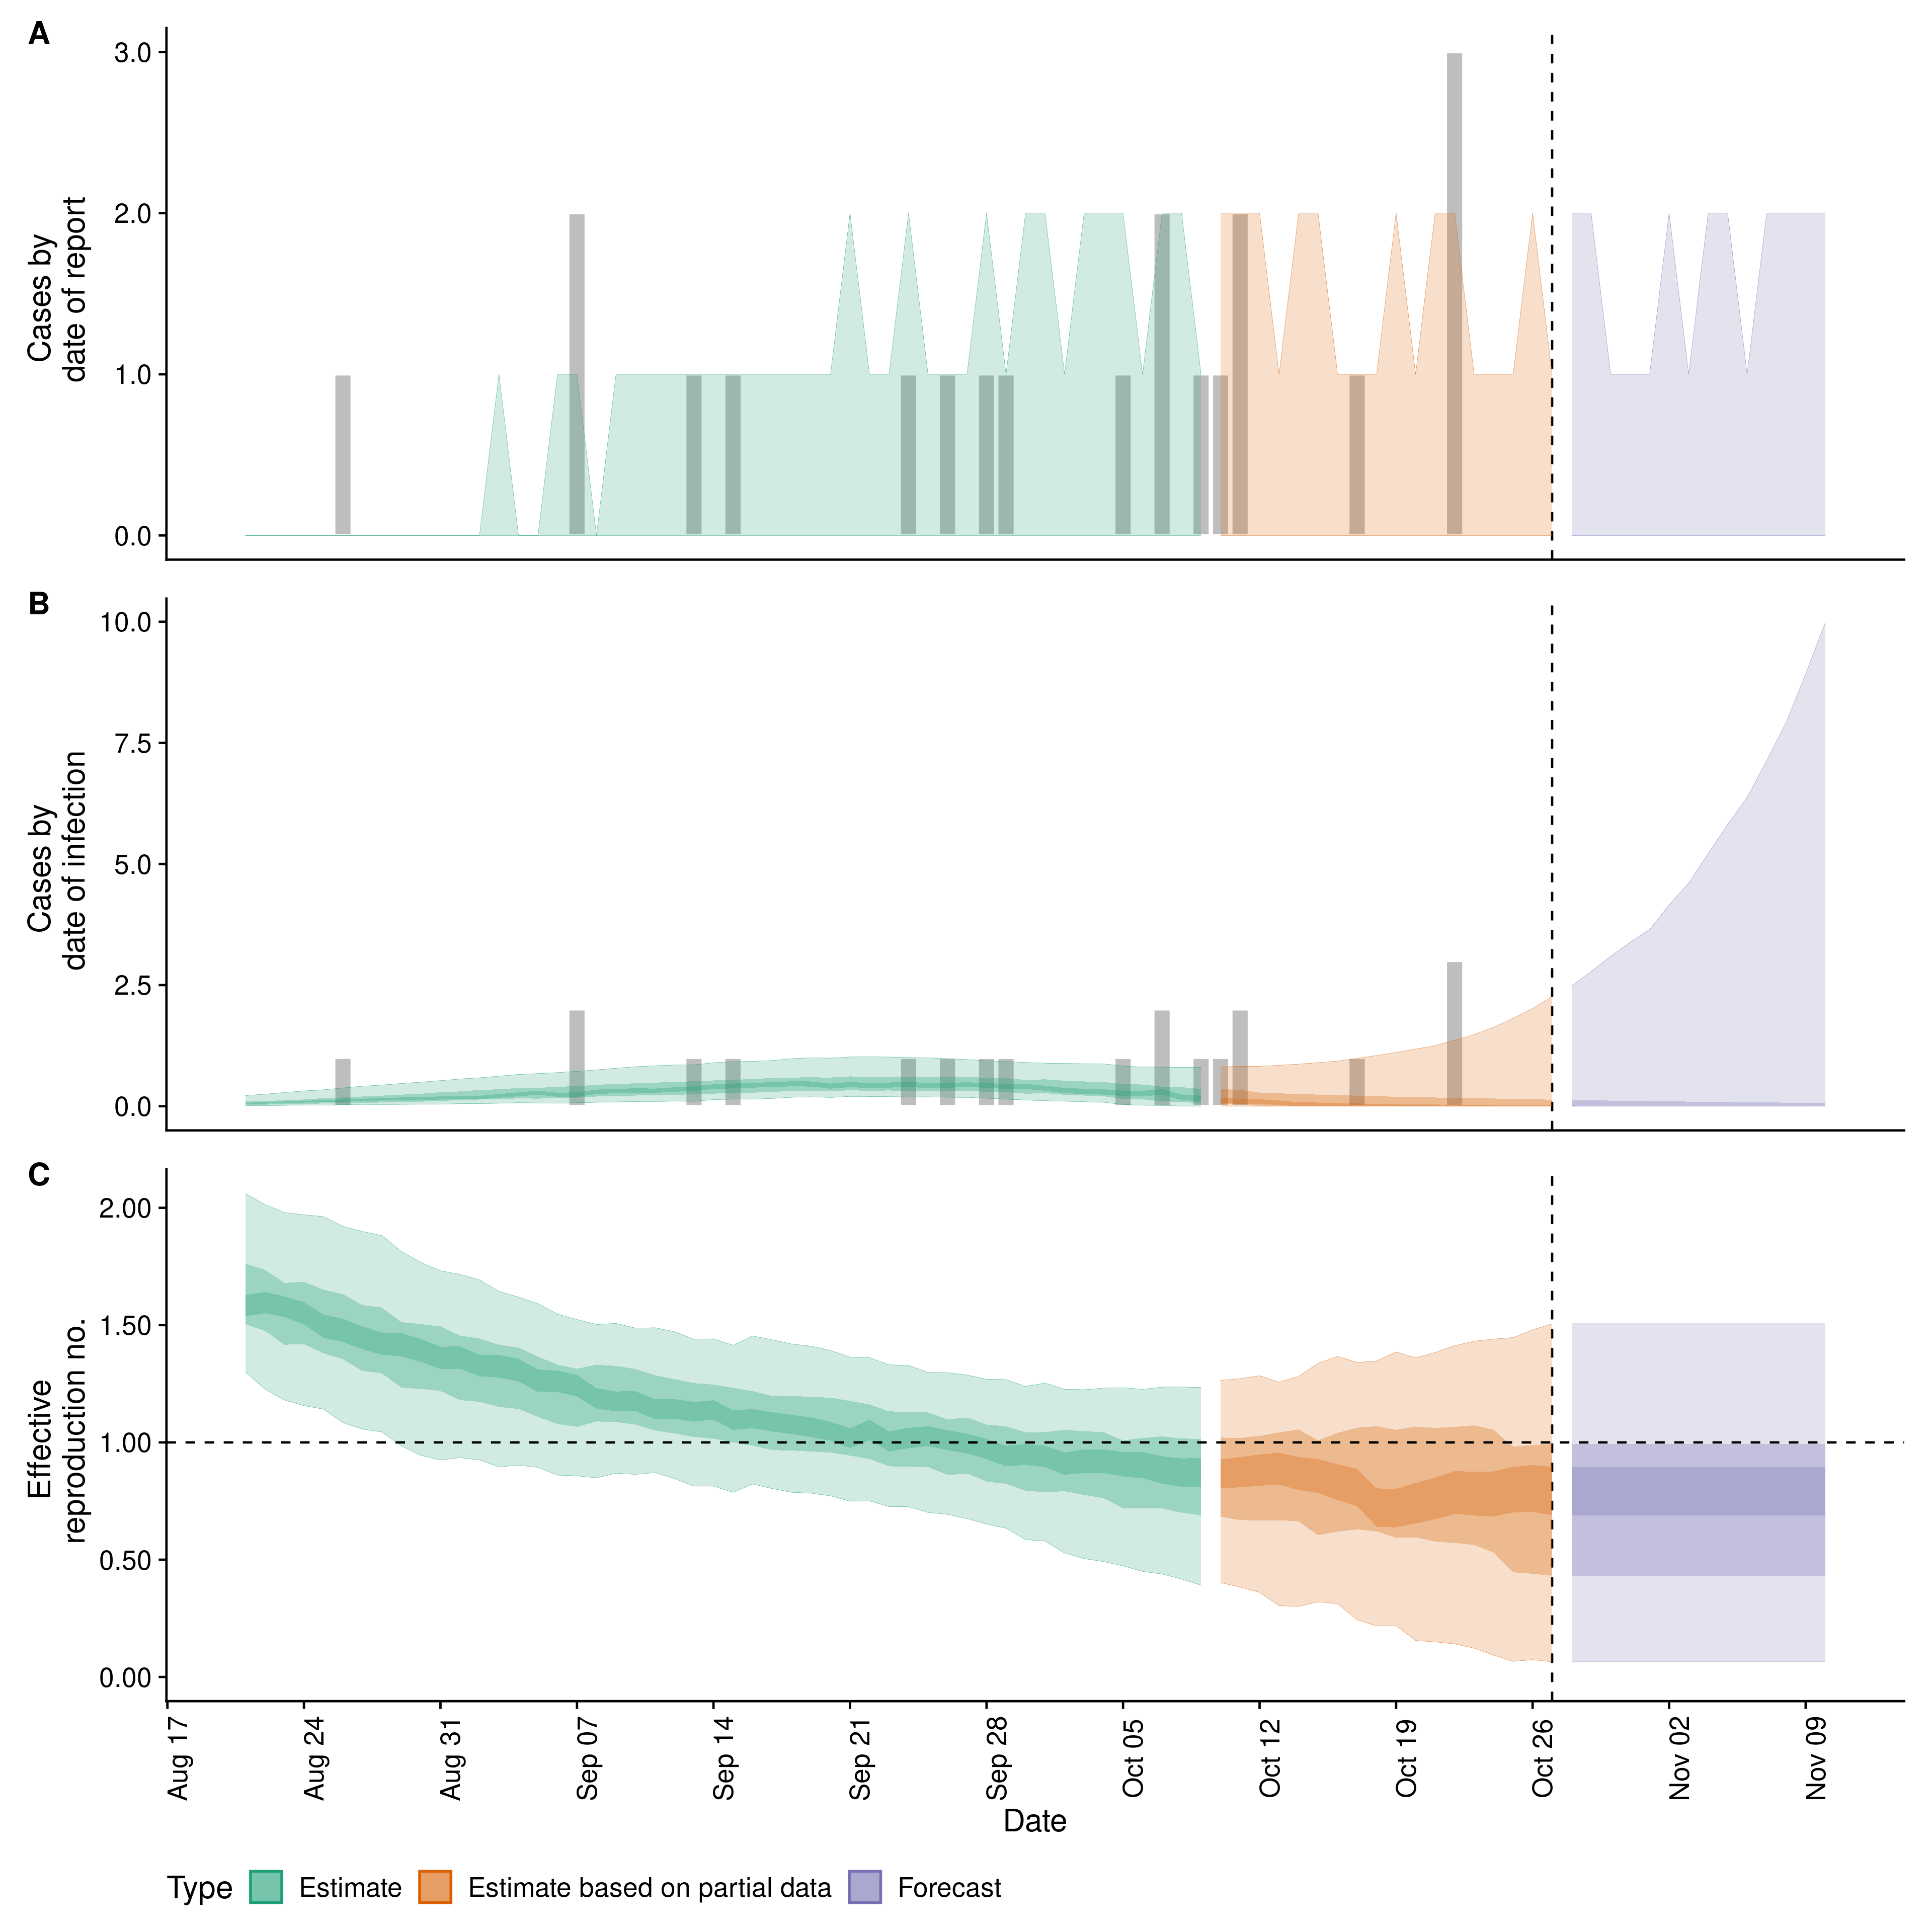 A
3.0
2.0
1.0
0.0
Cases by
date of report
B
10.0
7.5
5.0
2.5
0.0
Cases by
date of infection
C
2.00
1.50
1.00
0.50
0.00
Effective
reproduction no.
Aug 17
Aug 24
Aug 31
Sep 07
Sep 14
Sep 21
Sep 28
Oct 05
Oct 12
Oct 19
Oct 26
Nov 02
Nov 09
Date
Type Estimate Estimate based on partial data Forecast